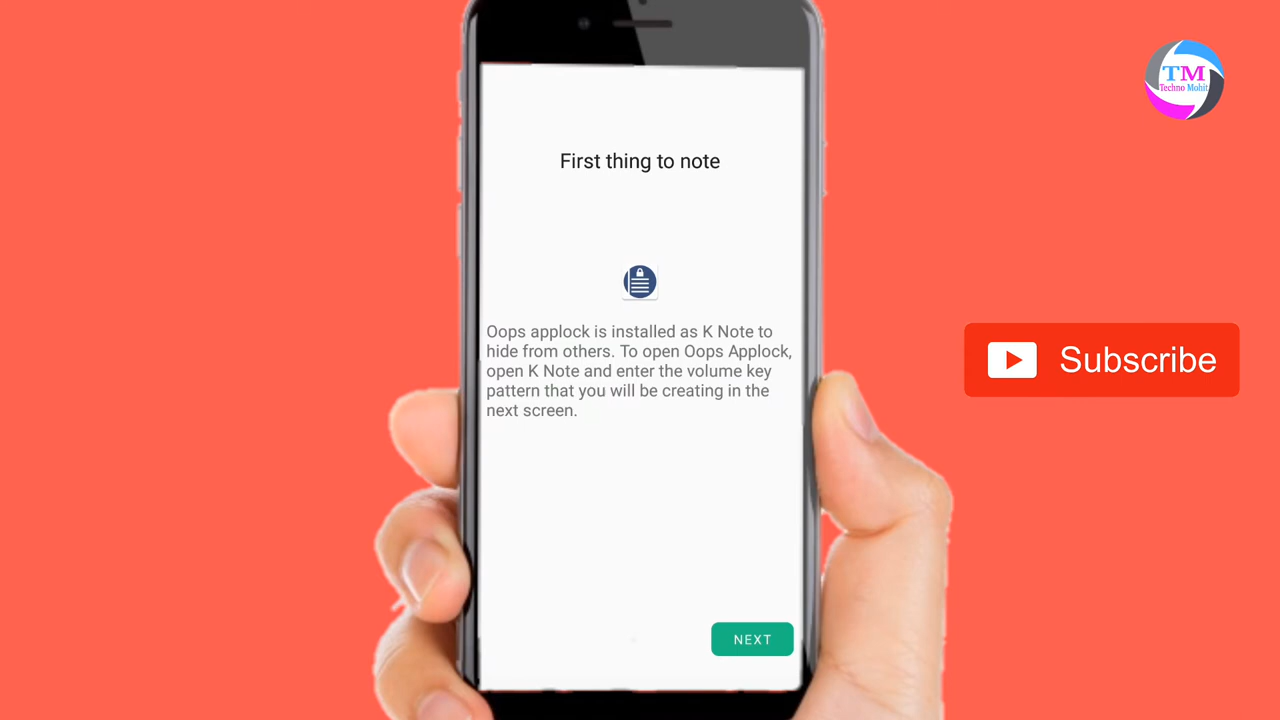 TM
Techno Mohit
First thing to note
Oops applock is installed as K Note to
hide from others. To open Oops Applock,
open K Note and enter the volume key
pattern that you will be creating in the
next screen.
Subscribe
NEXT